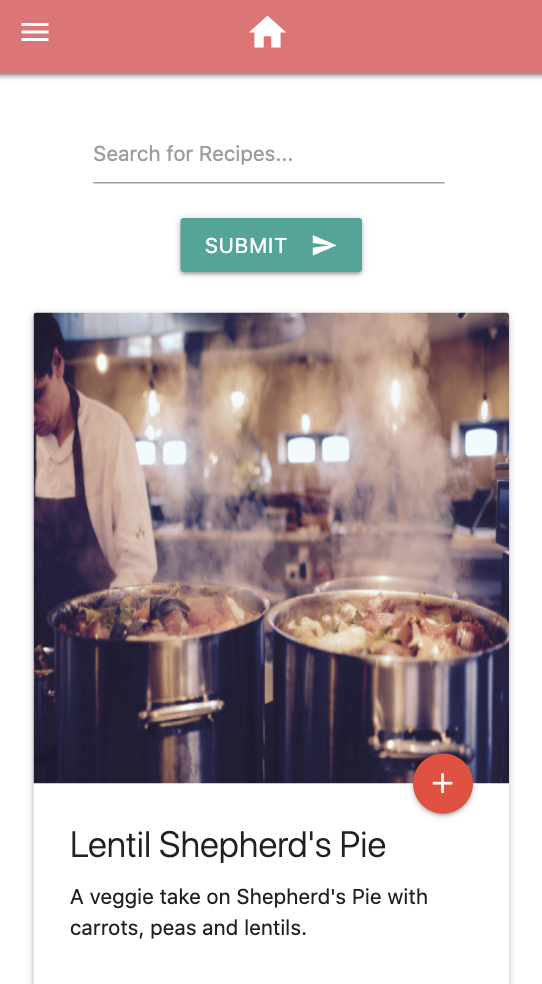 Search for Recipes...
SUBMIT
Lentil Shepherd's Pie
A veggie take on Shepherd's Pie with
carrots, peas and lentils.